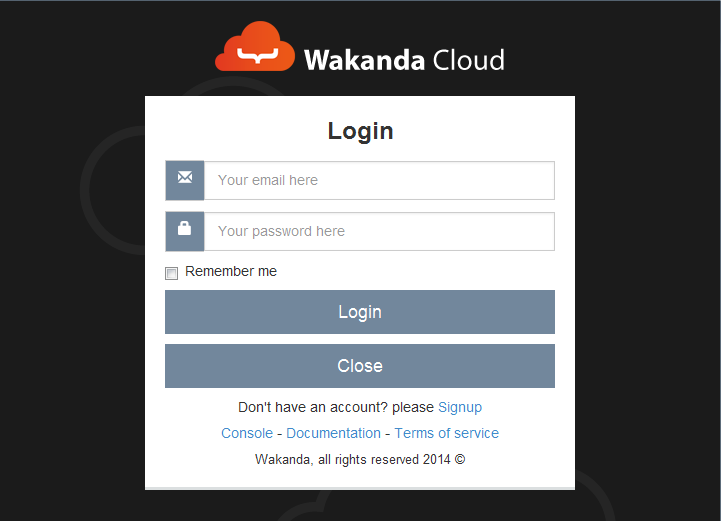 Wakanda Cloud
Login
Your email here
Your password here
Remember me
Login
Close
Don't have an account? please Signup
Console - Documentation - Terms of service
Wakanda, all rights reserved 2014 ©